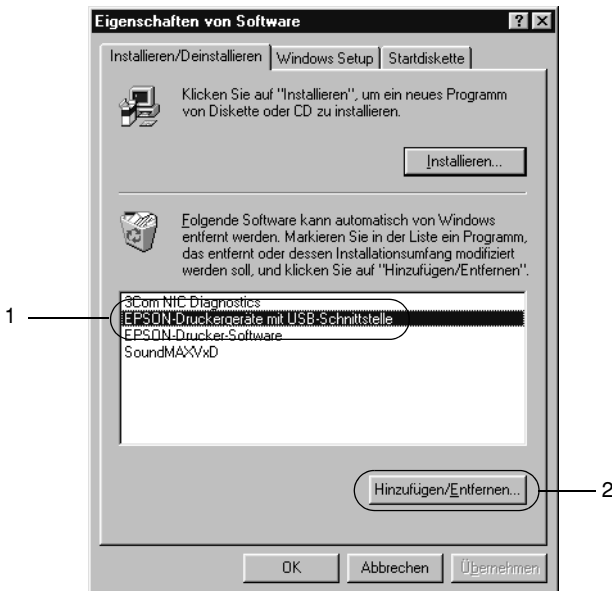 Eigenschaften von Software
? X
Installieren/Deinstallieren Windows Setup Startdiskette
Klicken Sie auf "Installieren", um ein neues Programm
von Diskette oder CD zu installieren.
Installieren...
Folgende Software kann automatisch von Windows
entfernt werden. Markieren Sie in der Liste ein Programm,
das entfernt oder dessen Installationsumfang modifiziert
werden soll, und klicken Sie auf "Hinzufügen/Entfernen".
3Com NIC Diagnostics
1
EPSON-Druckergeräte mit USB-Schnittstelle
EPSON-Drucker-Software
SoundMAXVxD
Hinzufügen/Entfernen...
2
OK Abbrechen Übernehmen